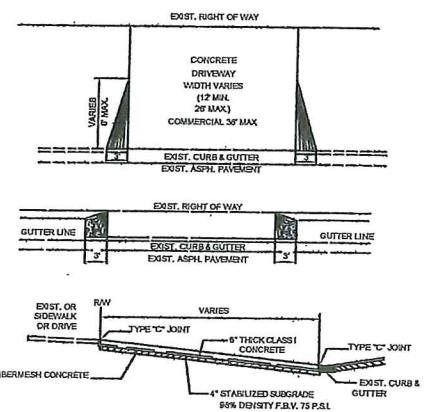 EXIST. RIGHT OF WAY
CONCRETE
DRIVEWAY
WIDTH VARIES
(12' MIN.
26' MAX.)
COMMERCIAL 36' MAX
VARIES
6' MAX.
3'
3'
EXIST. CURB & GUTTER
EXIST. ASPH. PAVEMENT
EXIST. RIGHT OF WAY
GUTTER LINE
GUTTER LINE
EXIST. CURB & GUTTER
3'
3'
EXIST. ASPH. PAVEMENT
EXIST. OR
SIDEWALK
OR DRIVE
R/W
VARIES
TYPE "C" JOINT
6" THICK CLASS I
CONCRETE
TYPE "C" JOINT
IBERMESH CONCRETE
EXIST. CURB &
GUTTER
4" STABILIZED SUBGRADE
98% DENSITY F.B.V. 75 P.S.I.